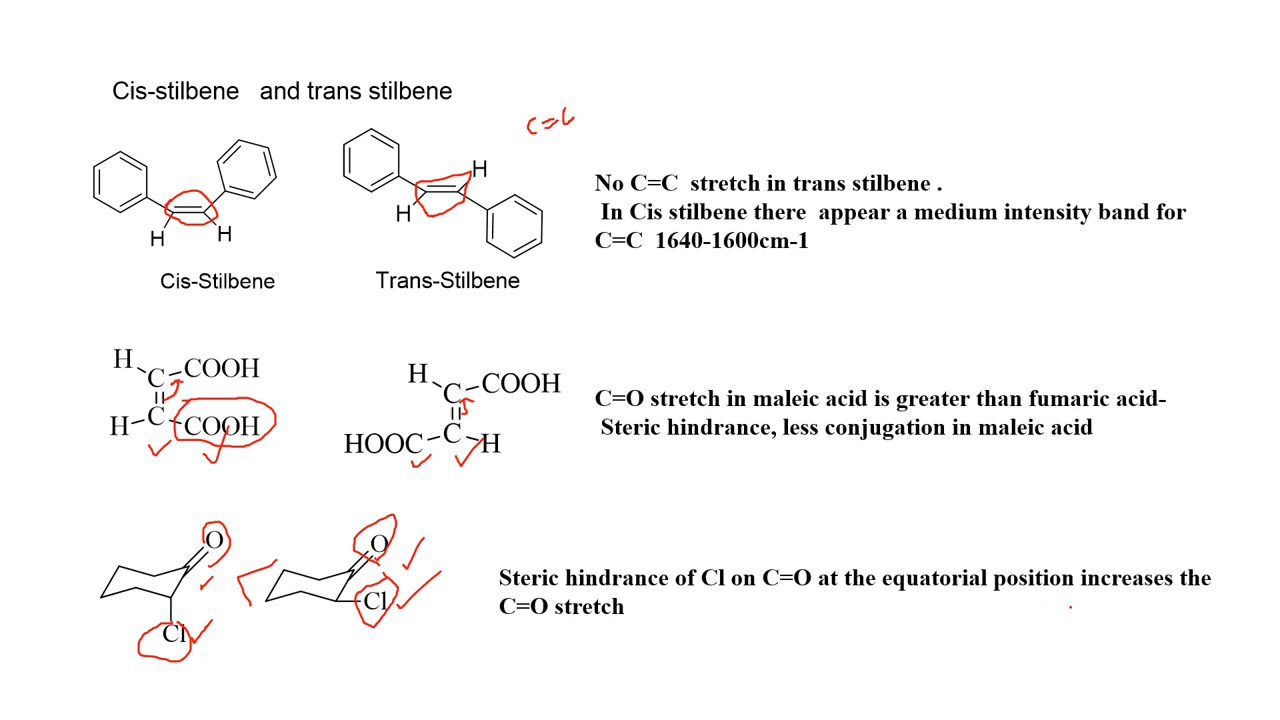 Cis-stilbene and trans stilbene
C=C
H
H
H
H
No C=C stretch in trans stilbene .
In Cis stilbene there appear a medium intensity band for
C=C 1640-1600cm-1
Cis-Stilbene
Trans-Stilbene
H
C
COOH
H
C
COOH
H
C
COOH
HOOC
C
H
C=O stretch in maleic acid is greater than fumaric acid-
Steric hindrance, less conjugation in maleic acid
O
Cl
O
Cl
Steric hindrance of Cl on C=O at the equatorial position increases the
C=O stretch